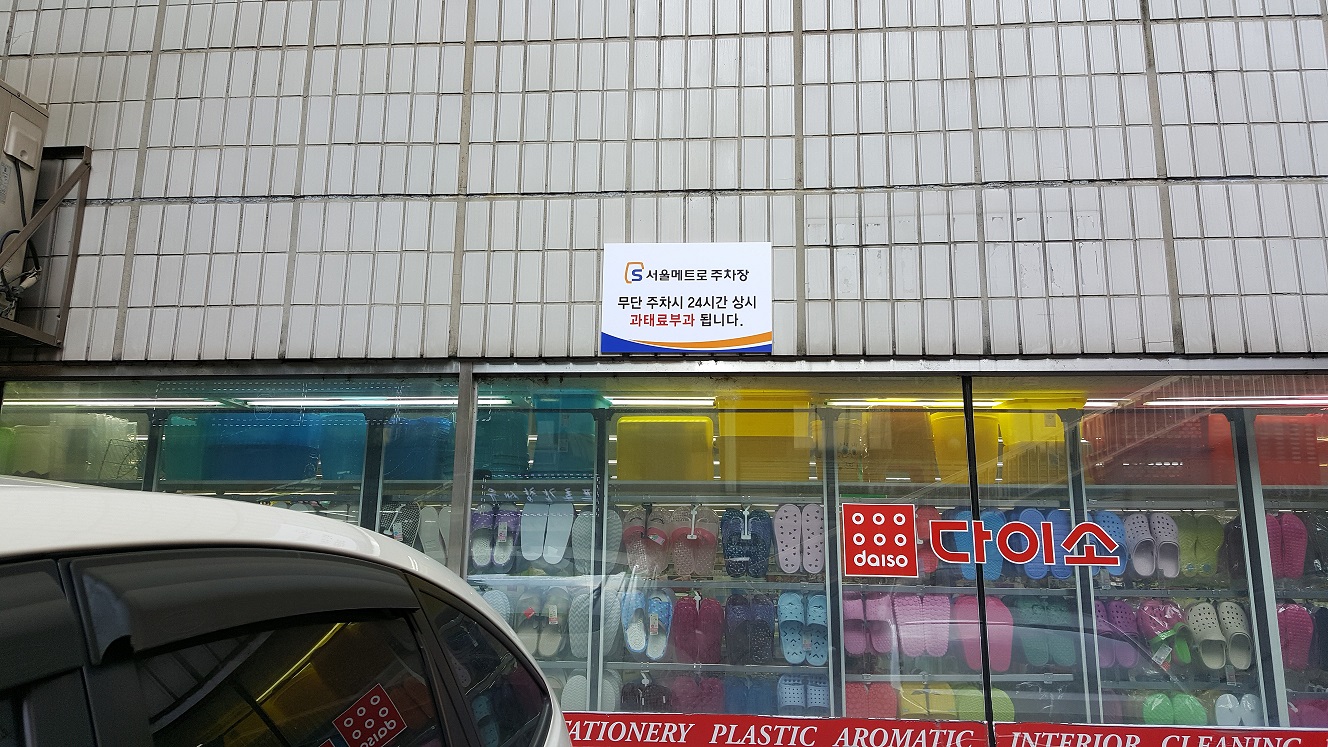 서울메트로 주차장
무단 주차시 24시간 상시
과태료부과 됩니다.
daiso 다이소
TATIONERY PLASTIC AROMATIC INTERIOR CLEANING
daiso